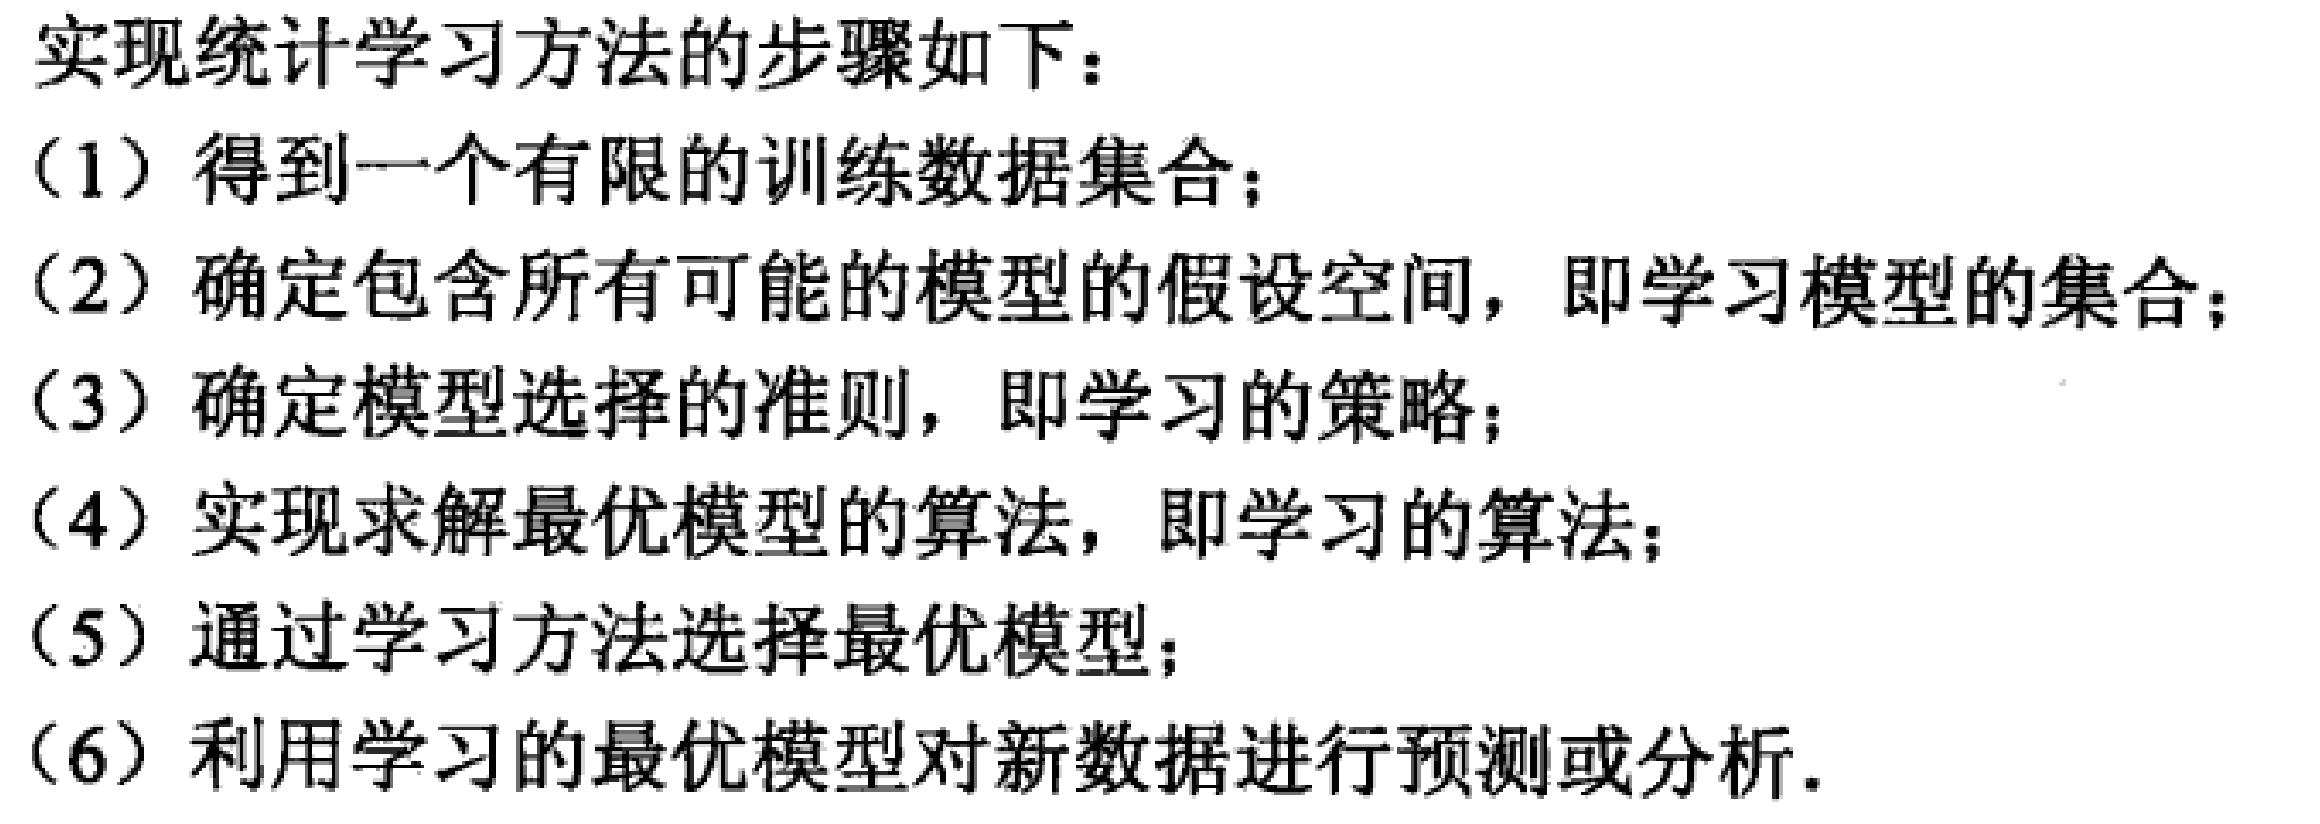 实现统计学习方法的步骤如下：
（1）得到一个有限的训练数据集合；
（2）确定包含所有可能的模型的假设空间，即学习模型的集合；
（3）确定模型选择的准则，即学习的策略；
（4）实现求解最优模型的算法，即学习的算法；
（5）通过学习方法选择最优模型；
（6）利用学习的最优模型对新数据进行预测或分析．